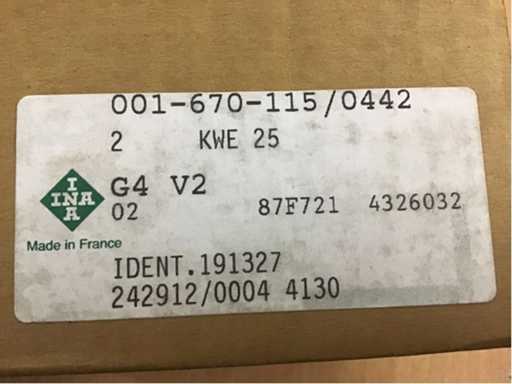 001-670-115/0442
2 KWE 25
INA
INA
G4 V2
02 87F721 4326032
Made in France
IDENT.191327
242912/0004 4130